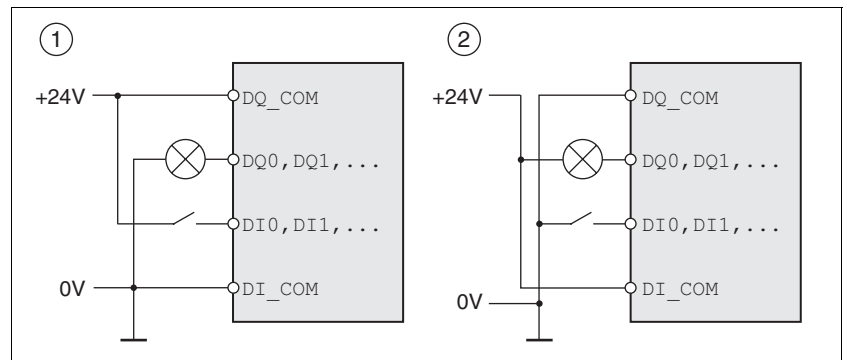 1
+24V
DQ_COM
DQ0,DQ1,...
DI0,DI1,...
0V
DI_COM
2
+24V
DQ_COM
DQ0,DQ1,...
DI0,DI1,...
DI_COM
0V